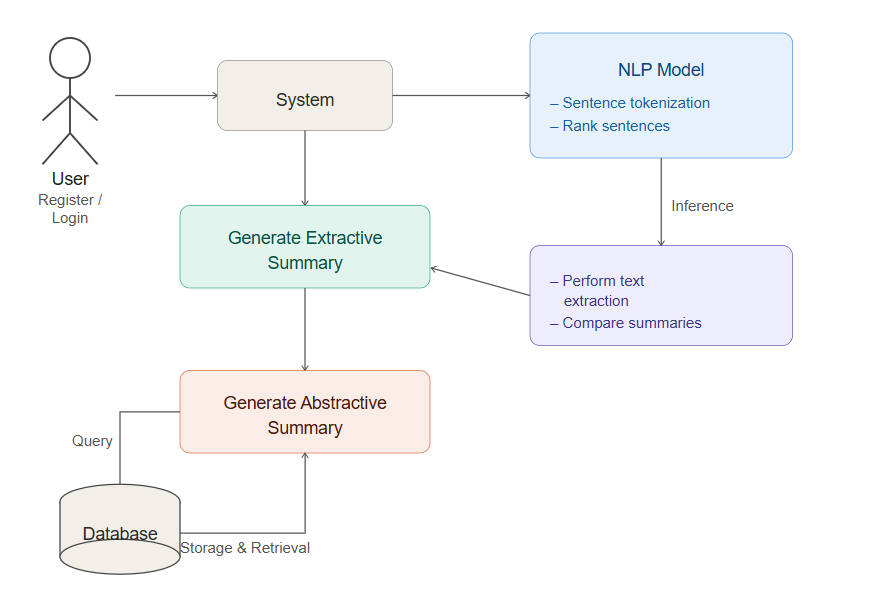 User
Register /
Login
System
NLP Model
– Sentence tokenization
– Rank sentences
Inference
Generate Extractive
Summary
– Perform text
extraction
– Compare summaries
Generate Abstractive
Summary
Query
Database
Storage & Retrieval